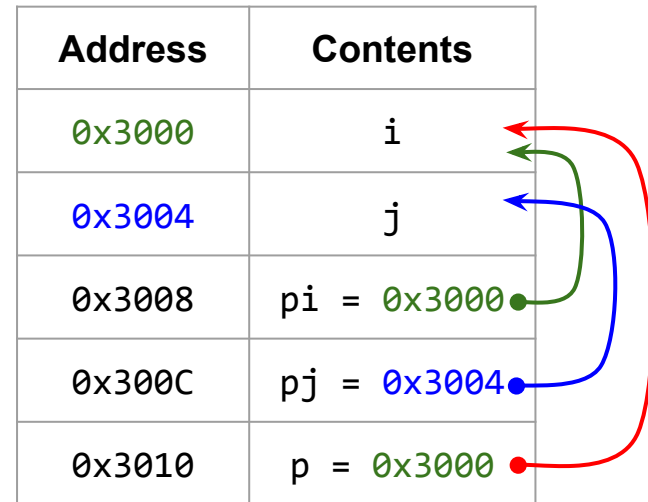 Address Contents
0x3000 i
0x3004 j
0x3008 pi = 0x3000
0x300C pj = 0x3004
0x3010 p = 0x3000